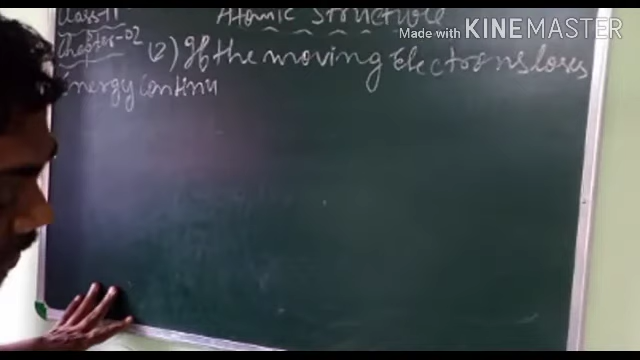 Class-11 Atomic Structure
Made with KINEMASTER
Chapter-02 (2) If the moving Electrons loses
energy continu